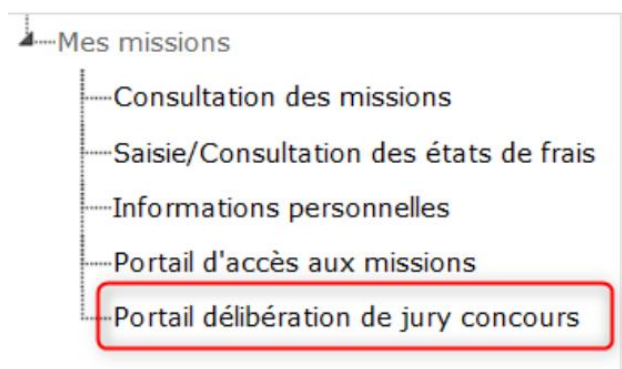 Mes missions
Consultation des missions
Saisie/Consultation des états de frais
Informations personnelles
Portail d'accès aux missions
Portail délibération de jury concours